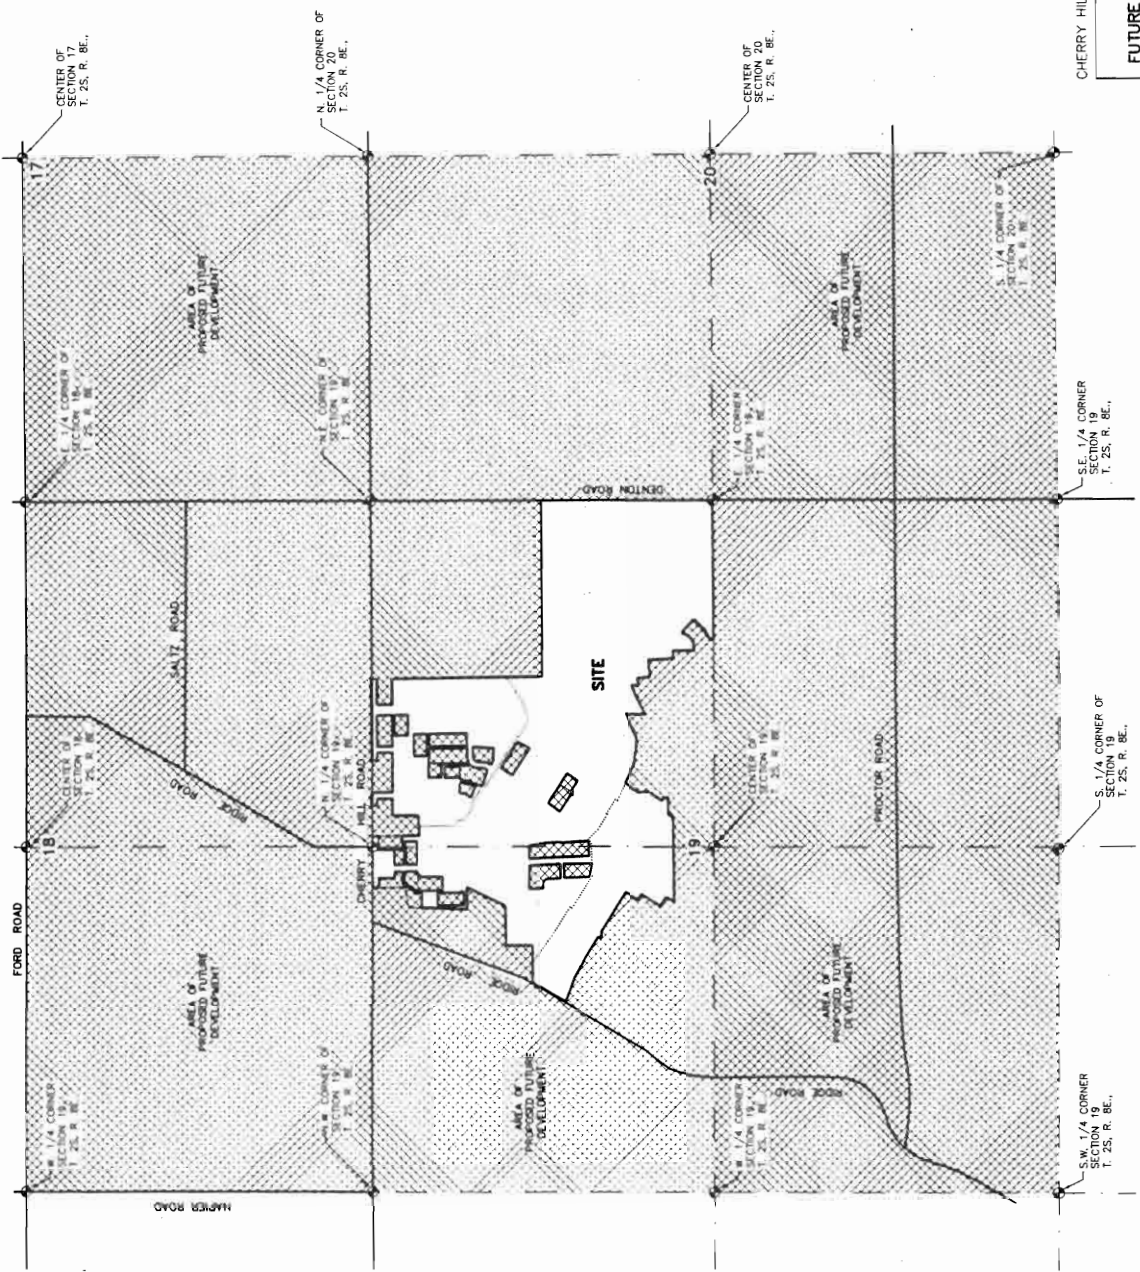 CENTER OF
SECTION 17
T. 2S, R. 8E.,
N. 1/4 CORNER OF
SECTION 20
T. 2S, R. 8E.,
CENTER OF
SECTION 20
T. 2S, R. 8E.,
CHERRY HIL
FUTURE
17
20
AREA OF
PROPOSED FUTURE
DEVELOPMENT
AREA OF
PROPOSED FUTURE
DEVELOPMENT
S. 1/4 CORNER OF
SECTION 20
T. 2S, R. 8E
E. 1/4 CORNER OF
SECTION 18
T. 2S, R. 8E.,
N.E. CORNER OF
SECTION 19
T. 2S, R. 8E
E. 1/4 CORNER
SECTION 19
T. 2S, R. 8E.,
S.E. 1/4 CORNER
SECTION 19
T. 2S, R. 8E.,
DENTON ROAD
SALTZ ROAD
SITE
CENTER OF
SECTION 18
T. 2S, R. 8E.,
N. 1/4 CORNER OF
SECTION 19
T. 2S, R. 8E
CENTER OF
SECTION 19
T. 2S, R. 8E.,
S. 1/4 CORNER OF
SECTION 19
T. 2S, R. 8E.,
RIDGE ROAD
CHERRY HILL ROAD
PROCTOR ROAD
18
19
FORD ROAD
AREA OF
PROPOSED FUTURE
DEVELOPMENT
RIDGE ROAD
AREA OF
PROPOSED FUTURE
DEVELOPMENT
AREA OF
PROPOSED FUTURE
DEVELOPMENT
RIDGE ROAD
W. 1/4 CORNER
SECTION 19
T. 2S, R. 8E.,
N.W. CORNER OF
SECTION 19
T. 2S, R. 8E
W. 1/4 CORNER
SECTION 19
T. 2S, R. 8E.,
S.W. 1/4 CORNER
SECTION 19
T. 2S, R. 8E.,
NAPIER ROAD